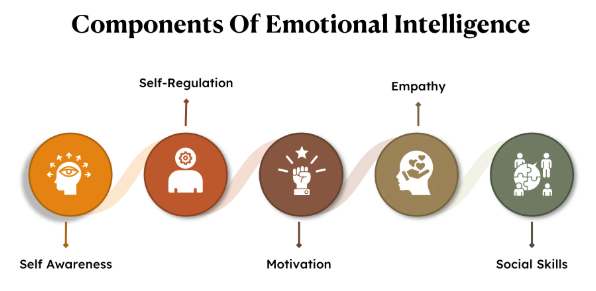 Components Of Emotional Intelligence
Self-Regulation
Empathy
Self Awareness
Motivation
Social Skills